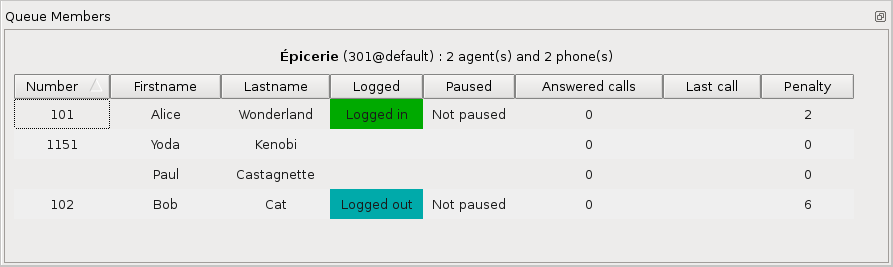 Queue Members
Épicerie (301@default) : 2 agent(s) and 2 phone(s)
Number Firstname Lastname Logged Paused Answered calls Last call Penalty
101 Alice Wonderland Logged in Not paused 0 2
1151 Yoda Kenobi 0 0
Paul Castagnette 0 0
102 Bob Cat Logged out Not paused 0 6